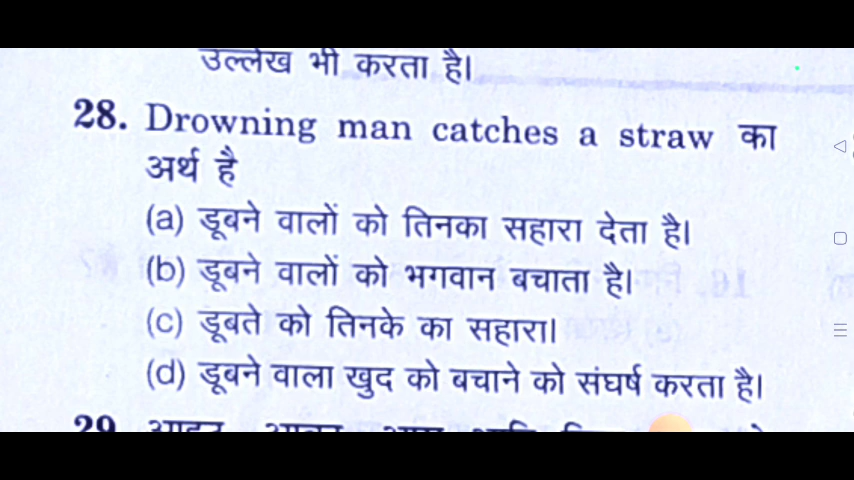 उल्लेख भी करता है।
28. Drowning man catches a straw का
अर्थ है
(a) डूबने वालों को तिनका सहारा देता है।
(b) डूबने वालों को भगवान बचाता है।
(c) डूबते को तिनके का सहारा।
(d) डूबने वाला खुद को बचाने को संघर्ष करता है।
29